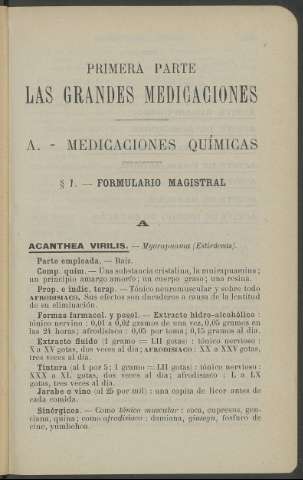 PRIMERA PARTE
LAS GRANDES MEDICACIONES
A. - MEDICACIONES QUÍMICAS
§ 1. — FORMULARIO MAGISTRAL
A
ACANTHEA VIRILIS. — Muyrapuama (Estirácea).
Parte empleada. — Raíz.
Comp. quím. — Una substancia cristalina, la muirapuamina;
un principio amargo amorfo; un cuerpo graso; una resina.
Prop. e indic. terap. — Tónico neuromuscular y sobre todo
AFRODISIACO. Sus efectos son duraderos a causa de la lentitud
de su eliminación.
Formas farmacol. y posol. — Extracto hidro-alcohólico:
tónico nervino: 0,01 a 0,02 gramos de una vez, 0,05 gramos en
las 24 horas; afrodisíaco: 0,05 por toma; 0,15 gramos al día.
Extracto fluido (1 gramo = LII gotas): tónico nervioso:
X a XV gotas, dos veces al día; AFRODISIACO: XX a XXV gotas,
tres veces al día.
Tintura (al 1 por 5; 1 gramo = LII gotas): tónico nervioso:
XXX a XL gotas, dos veces al día; afrodisíaco: L a LX
gotas, tres veces al día.
Jarabe o vino (al 25 por mil): una copita de licor antes de
cada comida.
Sinérgicos. — Como tónico muscular: coca, cupresus, genciana,
quina; como afrodisíaco: damiana, ginseng, fósforo de
cinc, yumbehoa.